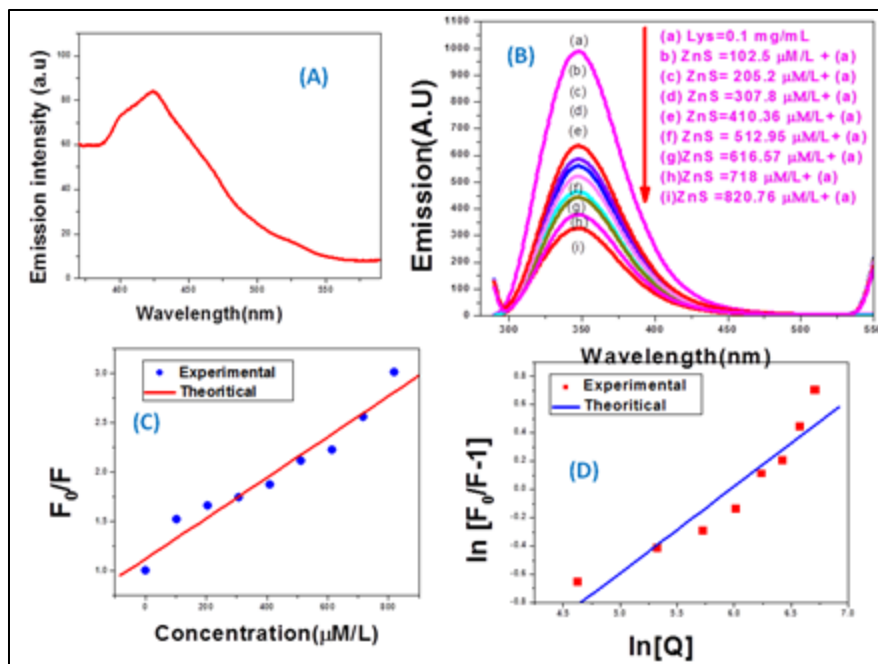 (A)
Emission intensity (a.u)
100
80
60
40
20
0
400
450
500
550
Wavelength(nm)
(B)
Emission(A.U)
1100
1000
900
800
700
600
500
400
300
200
100
0
300
350
400
450
500
550
Wavelength(nm)
(a)
(b)
(c)
(d)
(e)
(f)
(g)
(h)
(i)
(a) Lys=0.1 mg/mL
b) ZnS =102.5 μM/L + (a)
(c) ZnS= 205.2 μM/L+ (a)
(d) ZnS =307.8 μM/L+ (a)
(e) ZnS=410.36 μM/L+ (a)
(f) ZnS = 512.95 μM/L+ (a)
(g)ZnS =616.57 μM/L+ (a)
(h)ZnS =718 μM/L+ (a)
(i)ZnS =820.76 μM/L+ (a)
Experimental
Theoritical
(C)
F₀/F
3.0
2.5
2.0
1.5
1.0
0
200
400
600
800
Concentration(μM/L)
Experimental
Theoritical
(D)
ln [F₀/F-1]
0.8
0.6
0.4
0.2
0.0
-0.2
-0.4
-0.6
-0.8
4.5
5.0
5.5
6.0
6.5
7.0
ln[Q]